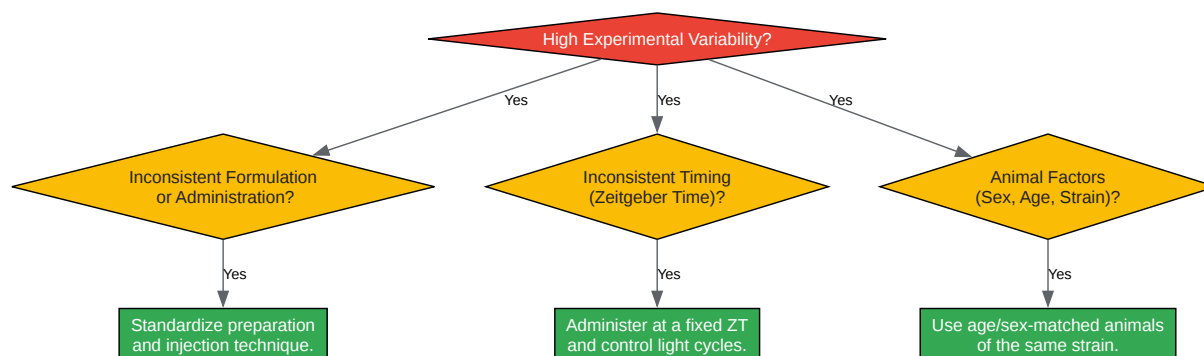 High Experimental Variability?
Yes
Yes
Yes
Inconsistent Formulation
or Administration?
Inconsistent Timing
(Zeitgeber Time)?
Animal Factors
(Sex, Age, Strain)?
Yes
Yes
Yes
Standardize preparation
and injection technique.
Administer at a fixed ZT
and control light cycles.
Use age/sex-matched animals
of the same strain.